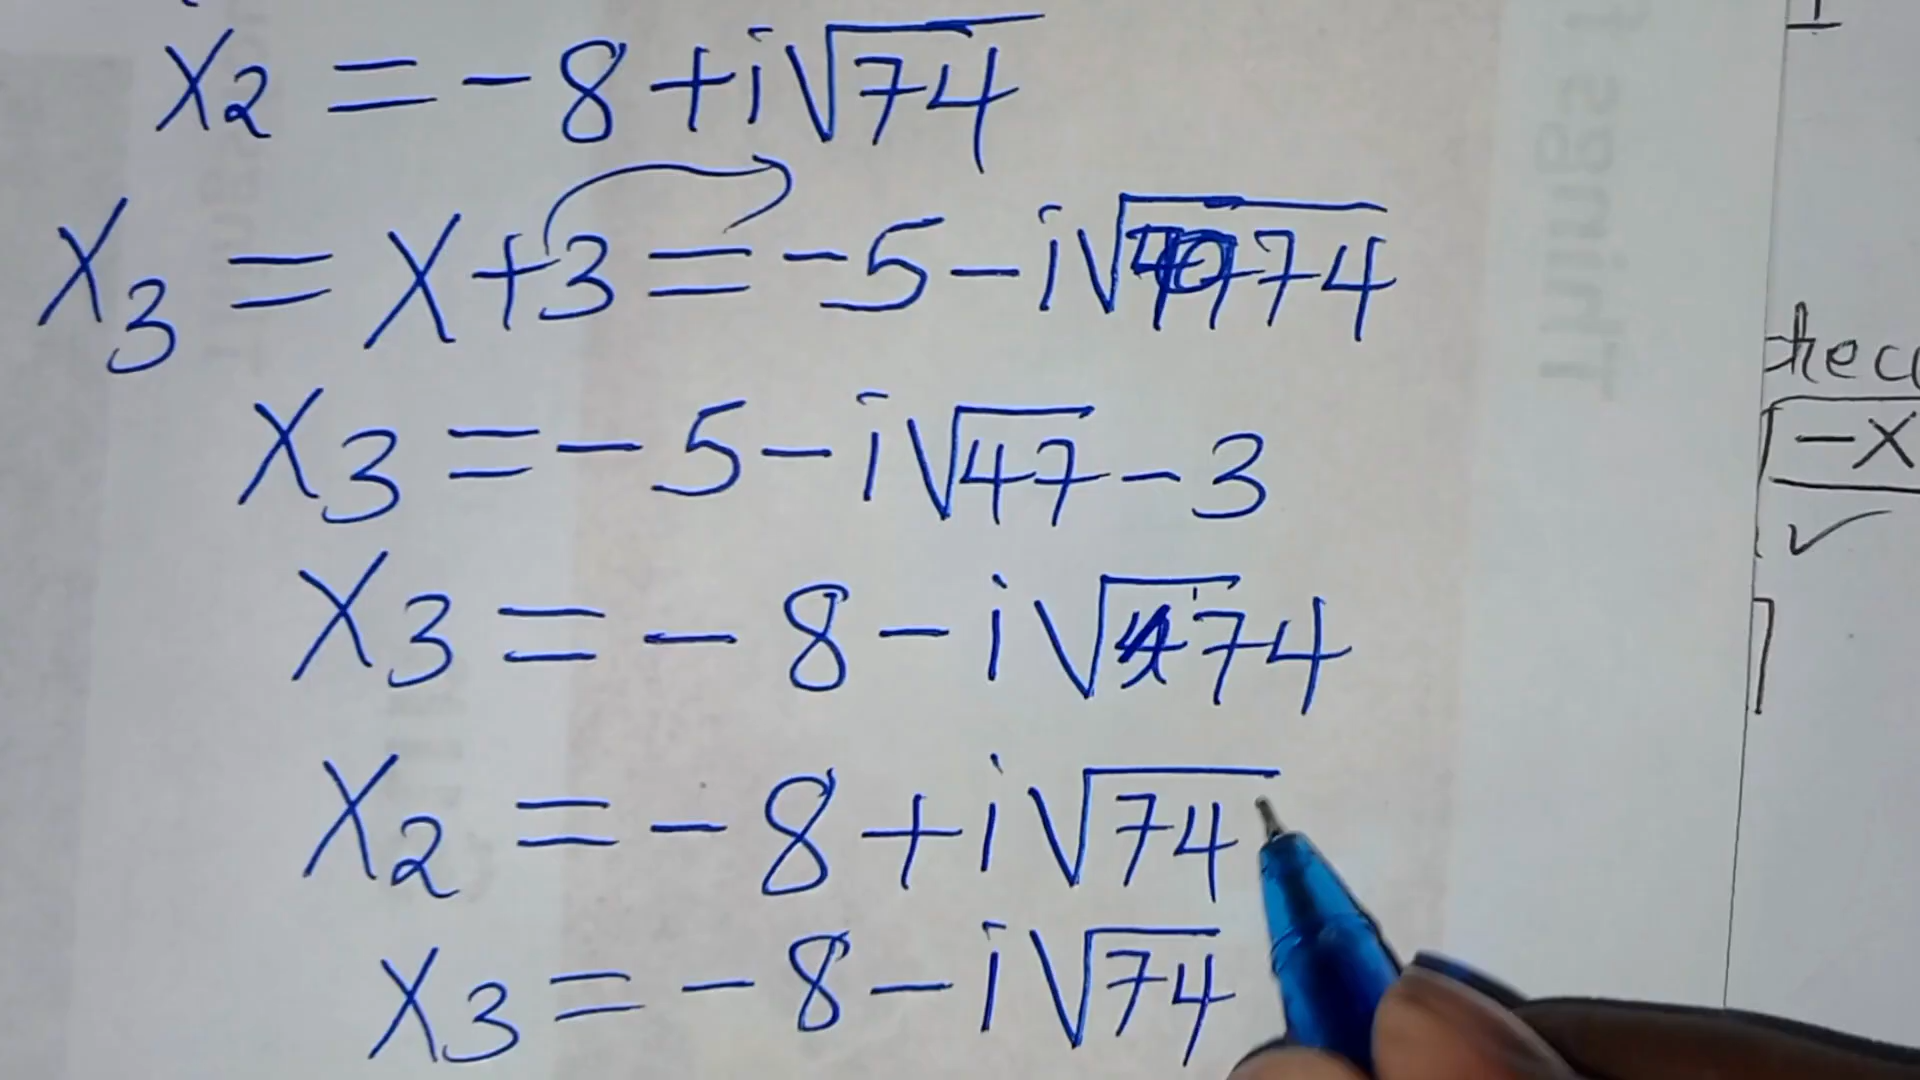 x₂ = -8 + i√74
x₃ = x+3 = -5 - i√74
x₃ = -5 - i√47 - 3
x₃ = -8 - i√74
x₂ = -8 + i√74
x₃ = -8 - i√74
-x
✓